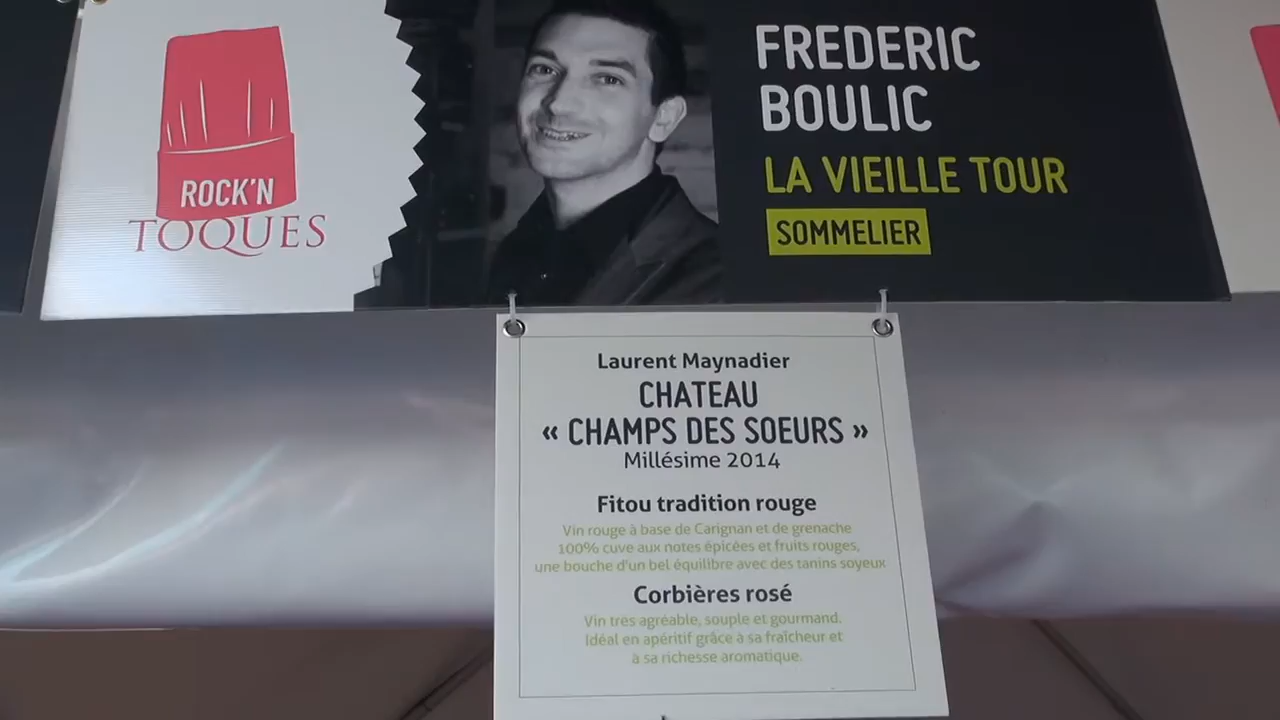 ROCK'N
TOQUES
FREDERIC
BOULIC
LA VIEILLE TOUR
SOMMELIER
Laurent Maynadier
CHATEAU
« CHAMPS DES SOEURS »
Millésime 2014
Fitou tradition rouge
Vin rouge à base de Carignan et de grenache
100% cuve aux notes épicées et fruits rouges,
une bouche d'un bel équilibre avec des tanins soyeux
Corbières rosé
Vin très agréable, souple et gourmand.
Idéal en apéritif grâce à sa fraîcheur et
à sa richesse aromatique.